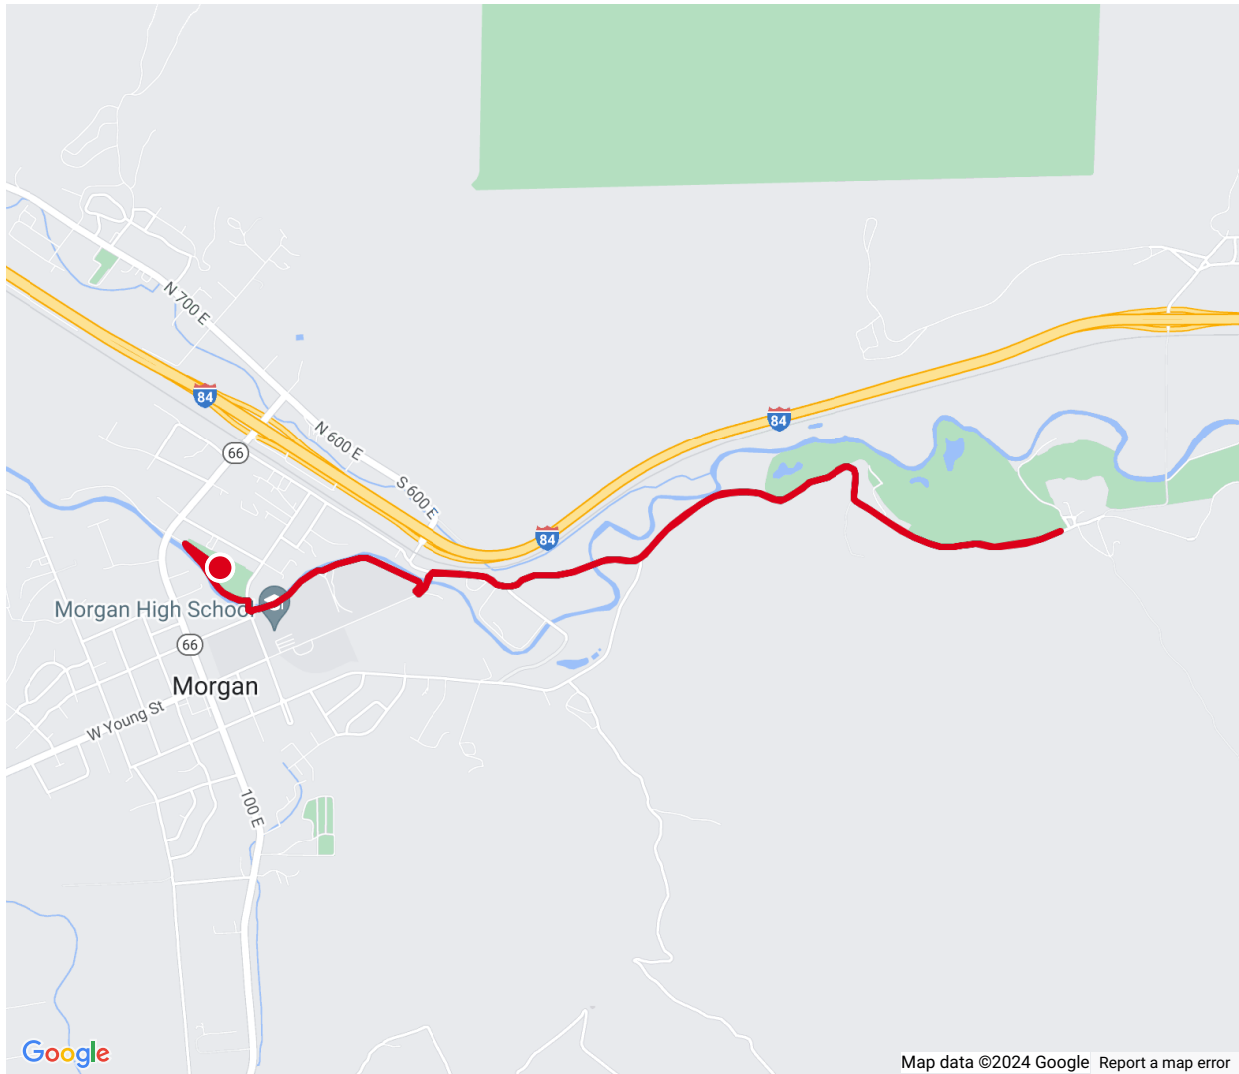 N 700 E
84
N 600 E
84
66
S 600 E
84
Morgan High School
66
Morgan
W Young St
100 E
Google
Map data ©2024 Google Report a map error